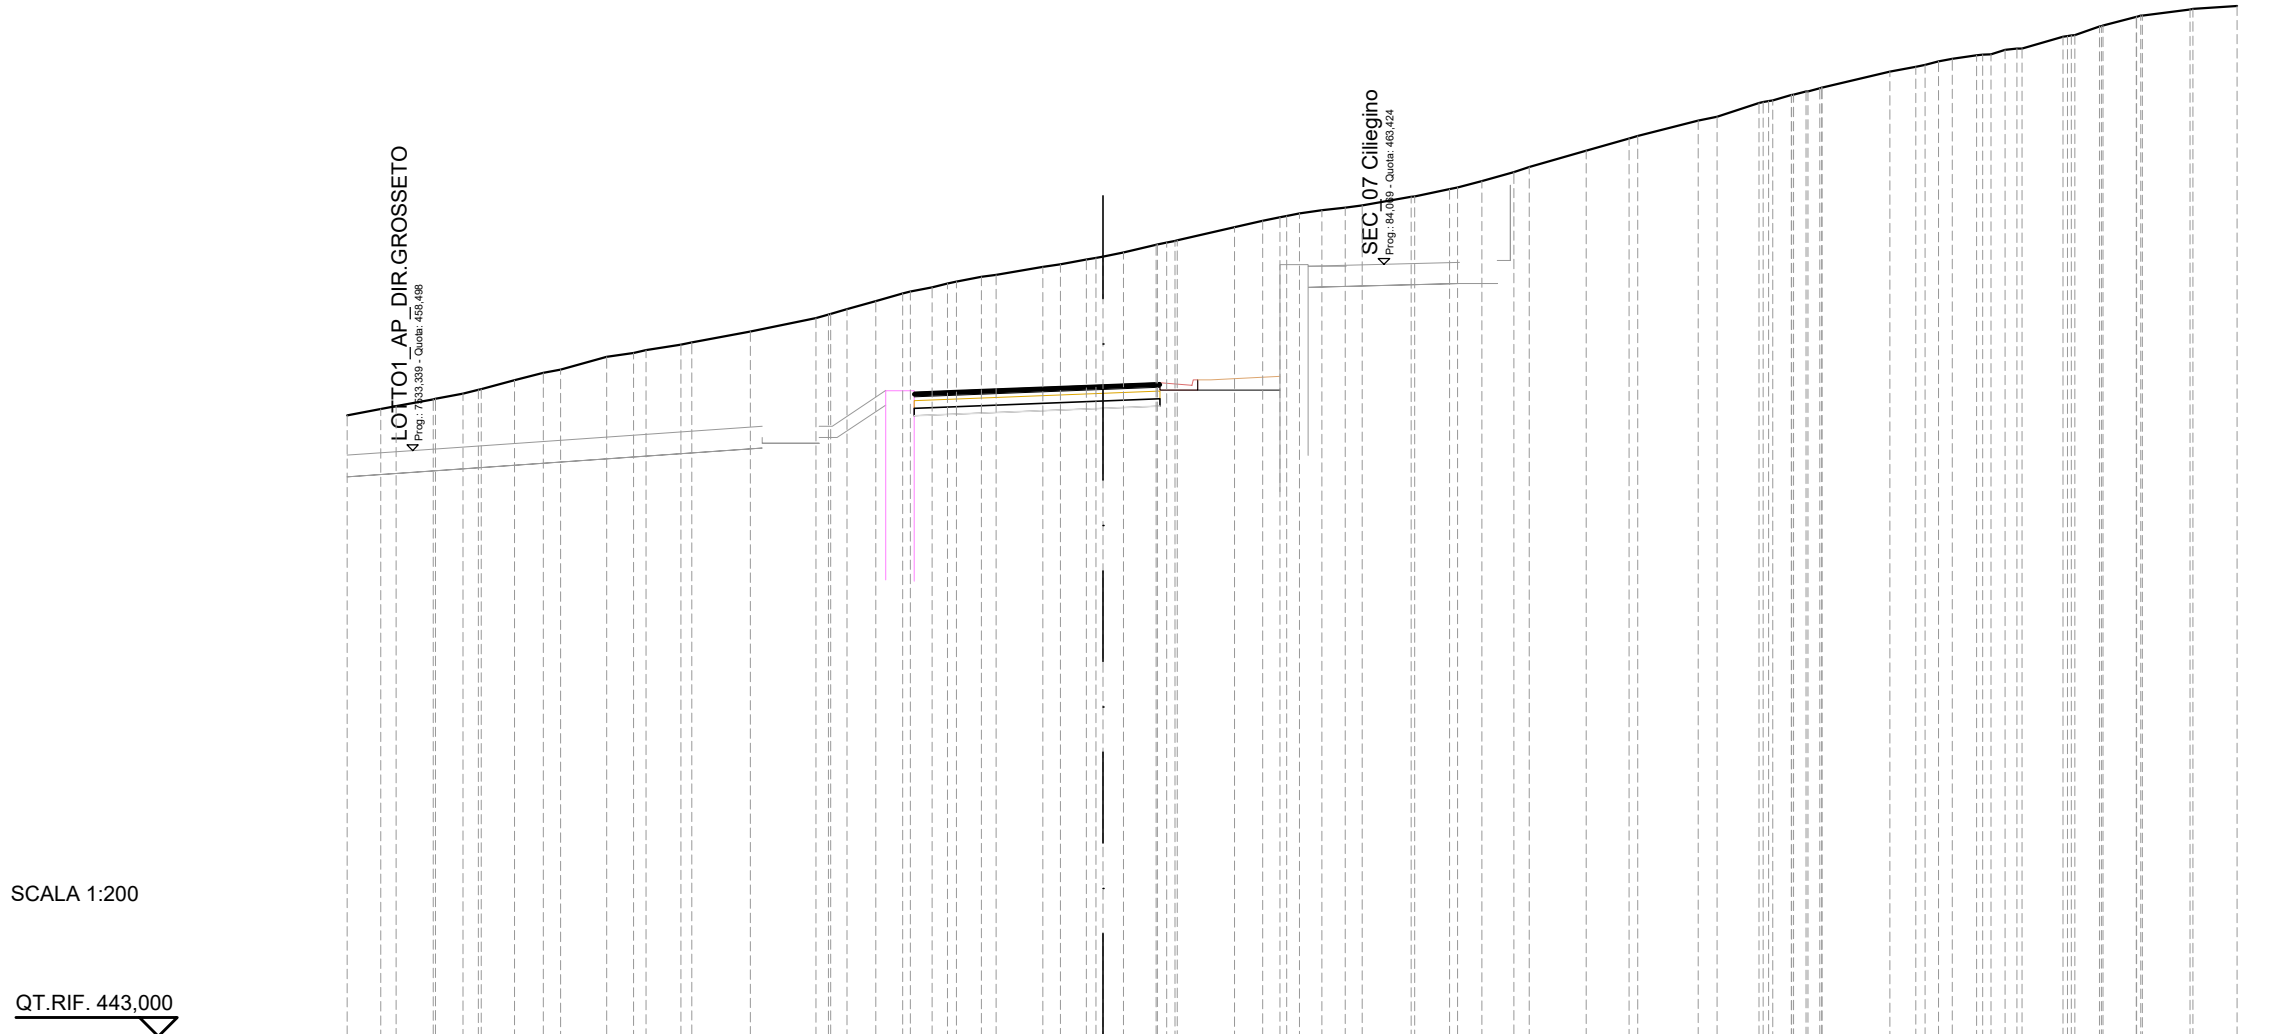 LOTTO1_AP_DIR.GROSSETO
Prog.: 7533,339 - Quota: 458,498
SEC_07 Ciliegino
Prog.: 84,069 - Quota: 463,424
SCALA 1:200
QT.RIF. 443,000